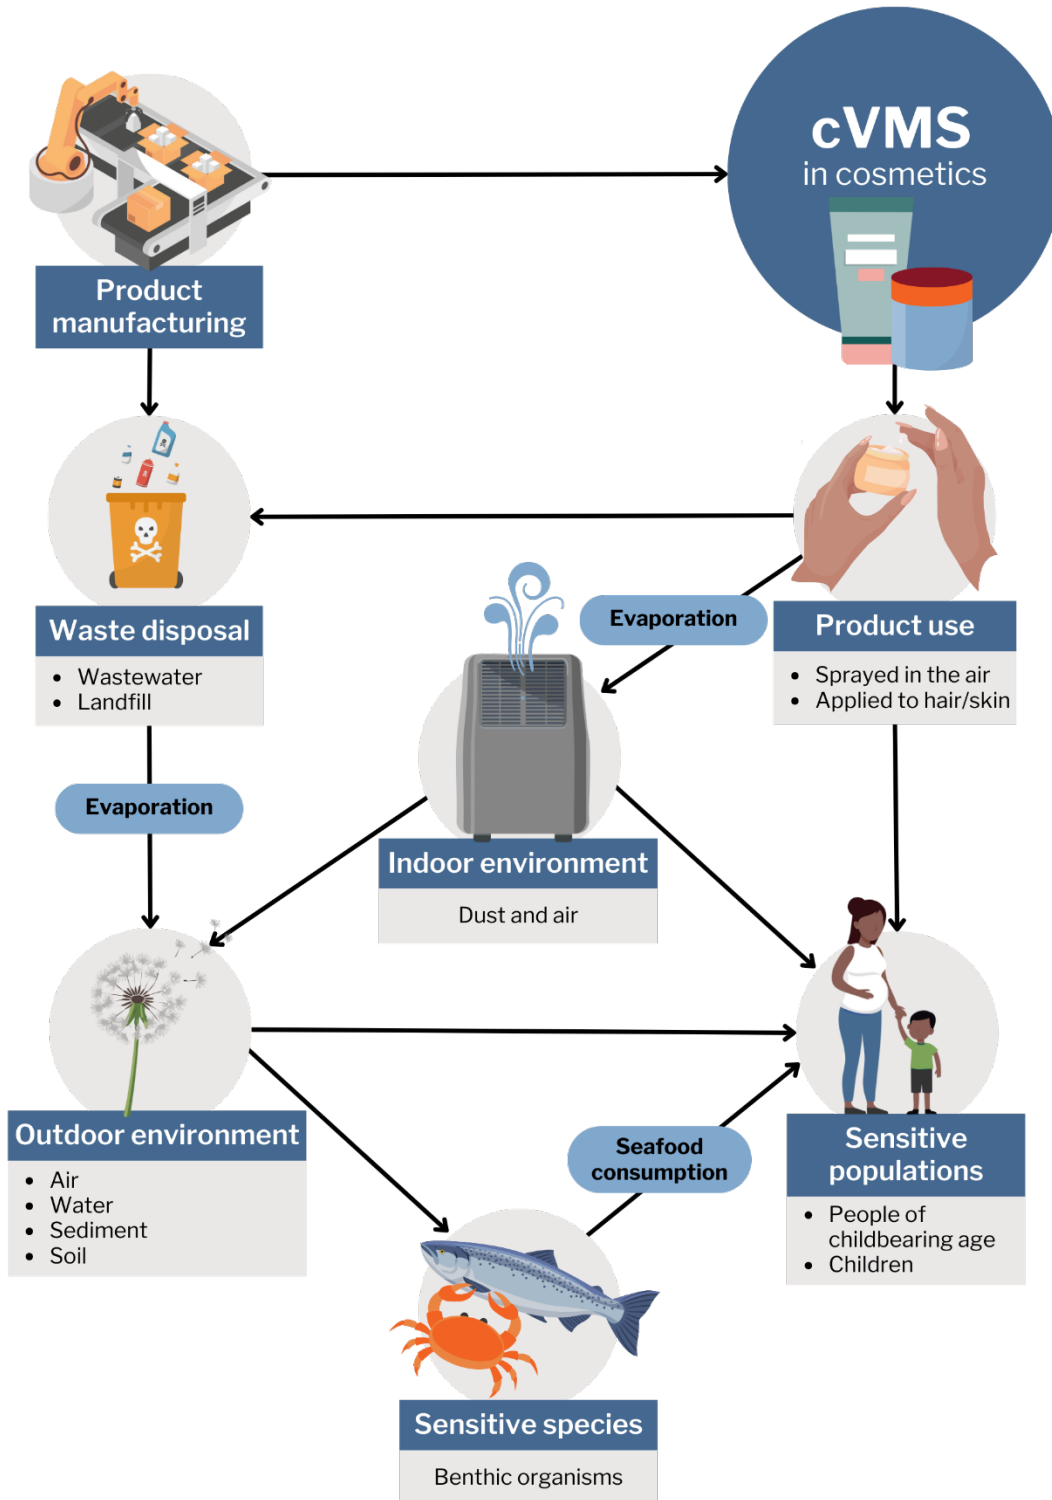 cVMS
in cosmetics
Product
manufacturing
Waste disposal
• Wastewater
• Landfill
Evaporation
Product use
• Sprayed in the air
• Applied to hair/skin
Evaporation
Indoor environment
Dust and air
Outdoor environment
• Air
• Water
• Sediment
• Soil
Seafood
consumption
Sensitive
populations
• People of
childbearing age
• Children
Sensitive species
Benthic organisms